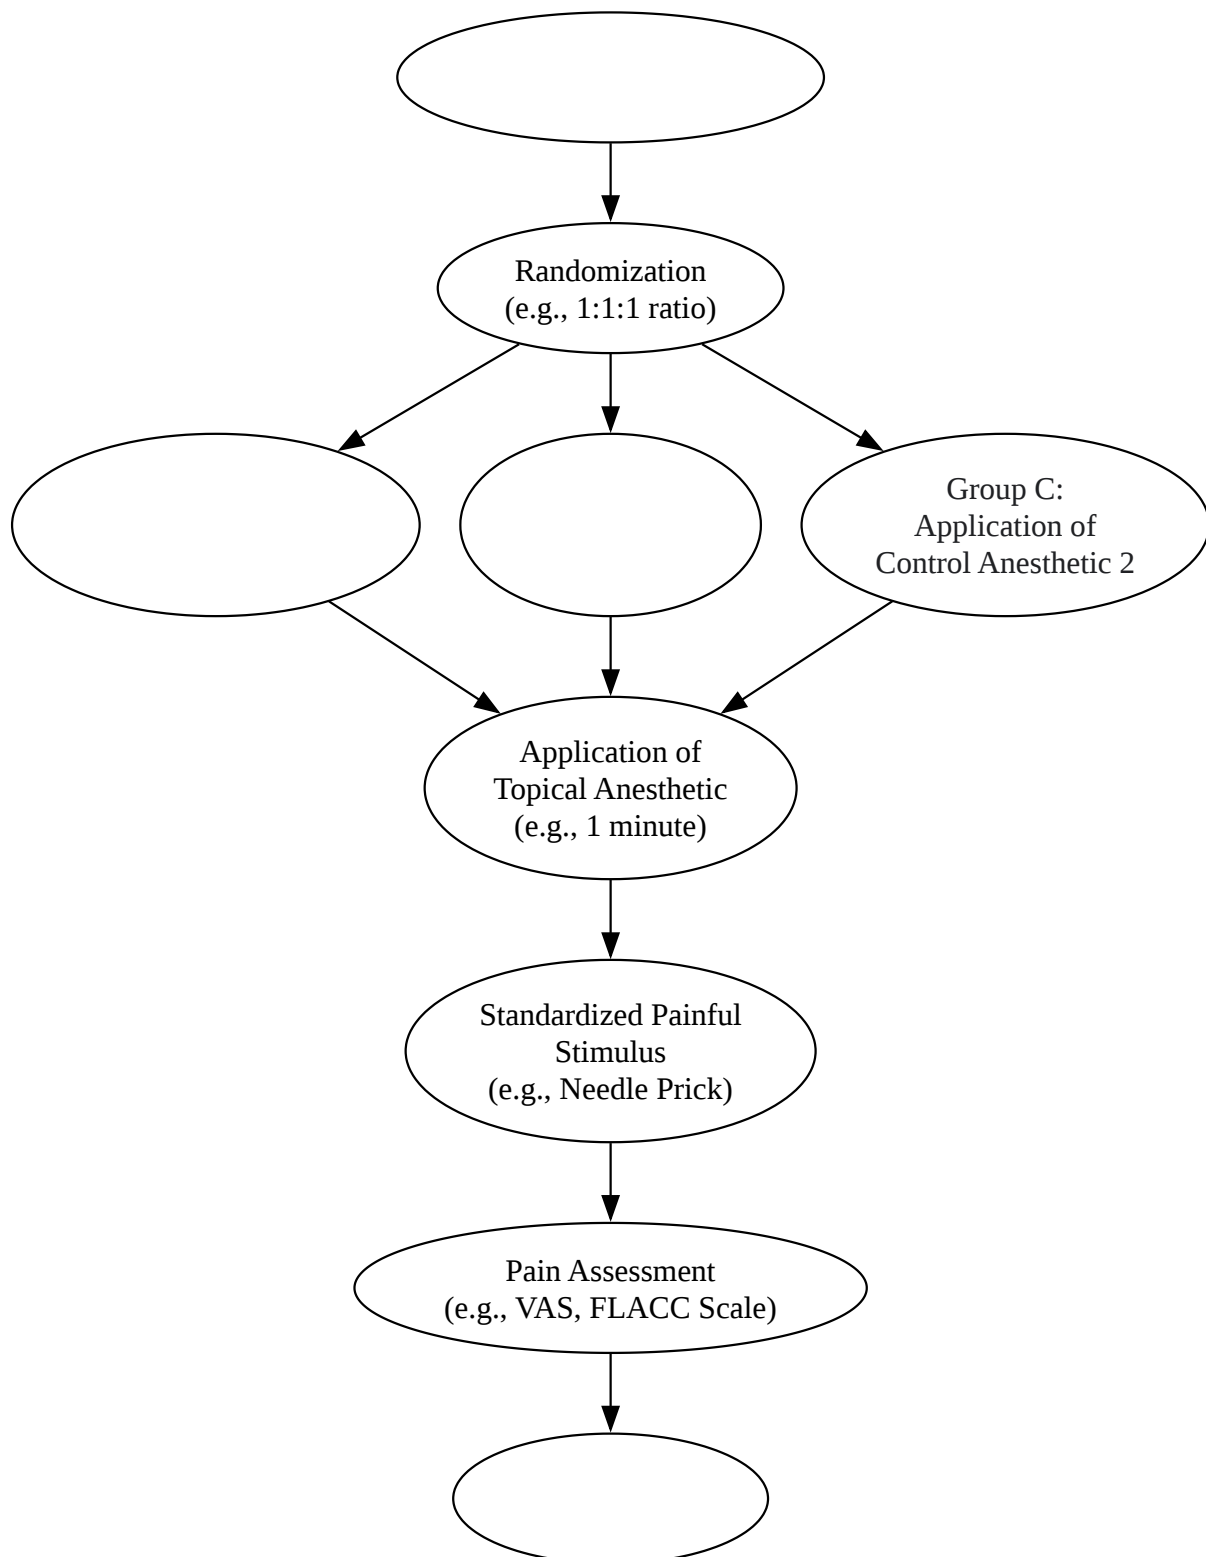 Randomization
(e.g., 1:1:1 ratio)
Group C:
Application of
Control Anesthetic 2
Application of
Topical Anesthetic
(e.g., 1 minute)
Standardized Painful
Stimulus
(e.g., Needle Prick)
Pain Assessment
(e.g., VAS, FLACC Scale)